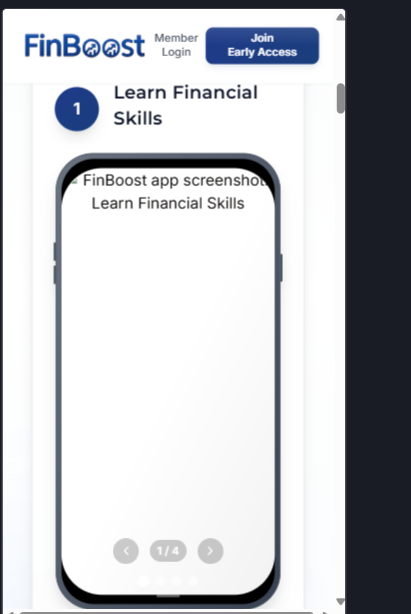 FinBoost
Member
Login
Join
Early Access
1
Learn Financial
Skills
FinBoost app screenshot
Learn Financial Skills
1 / 4